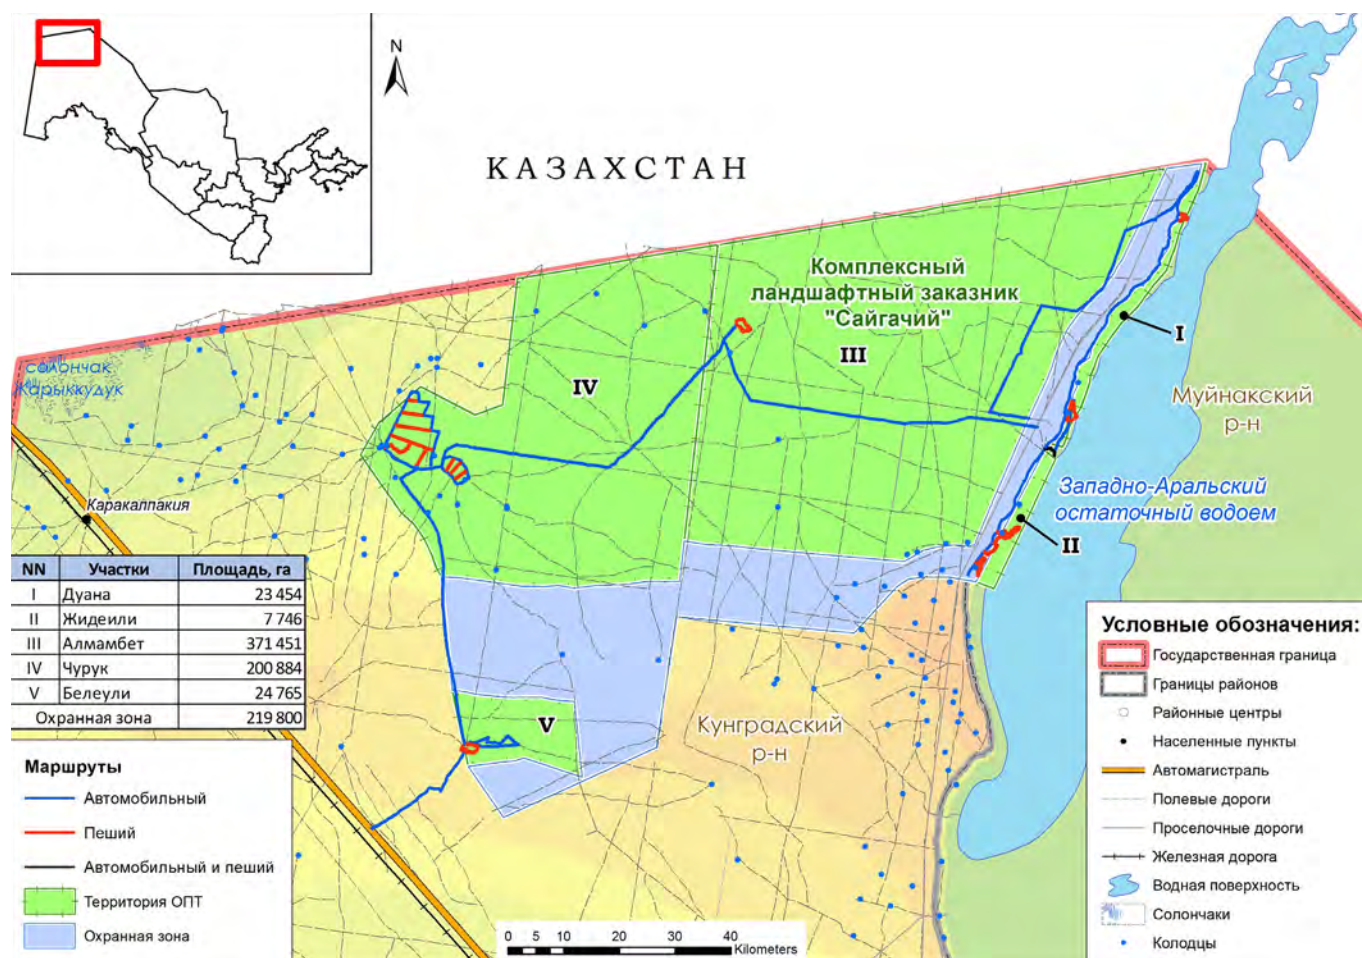 N
КАЗАХСТАН
Комплексный
ландшафтный заказник
"Сайгачий"
I
III
IV
солончак
Карыккудук
Муйнакский
р-н
Каракалпакия
Западно-Аральский
остаточный водоем
II
V
Кунградский
р-н
NN Участки Площадь, га
I Дуана 23 454
II Жидеили 7 746
III Алмамбет 371 451
IV Чурук 200 884
V Белеули 24 765
Охранная зона 219 800
Маршруты
Автомобильный
Пеший
Автомобильный и пеший
Территория ОПТ
Охранная зона
0 5 10 20 30 40
Kilometers
Условные обозначения:
Государственная граница
Границы районов
Районные центры
Населенные пункты
Автомагистраль
Полевые дороги
Проселочные дороги
Железная дорога
Водная поверхность
Солончаки
Колодцы